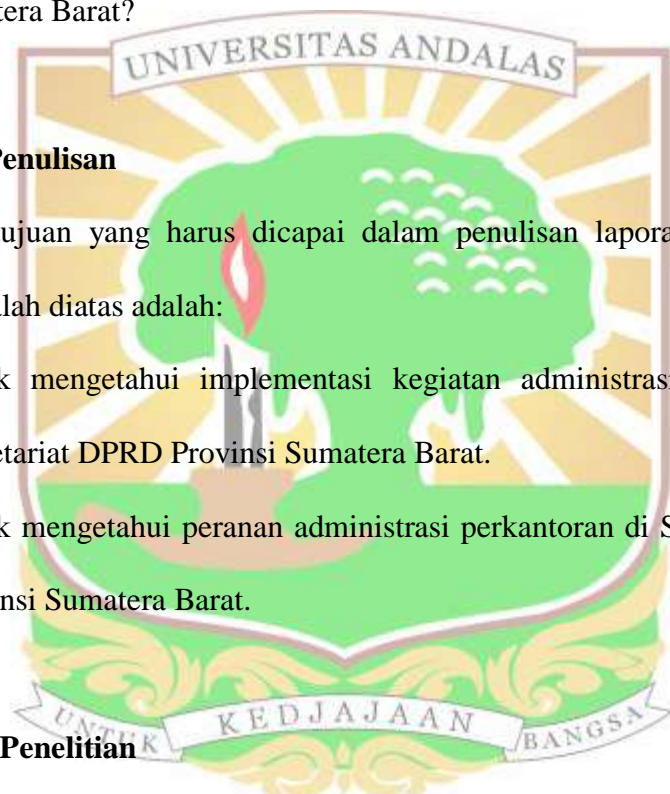 tera Barat?
UNIVERSITAS ANDALAS
Penulisan
ujuan yang harus dicapai dalam penulisan lapora
lah diatas adalah:
k mengetahui implementasi kegiatan administrasi
etariat DPRD Provinsi Sumatera Barat.
k mengetahui peranan administrasi perkantoran di S
nsi Sumatera Barat.
UNTUK KEDJAJAAN BANGSA
Penelitian